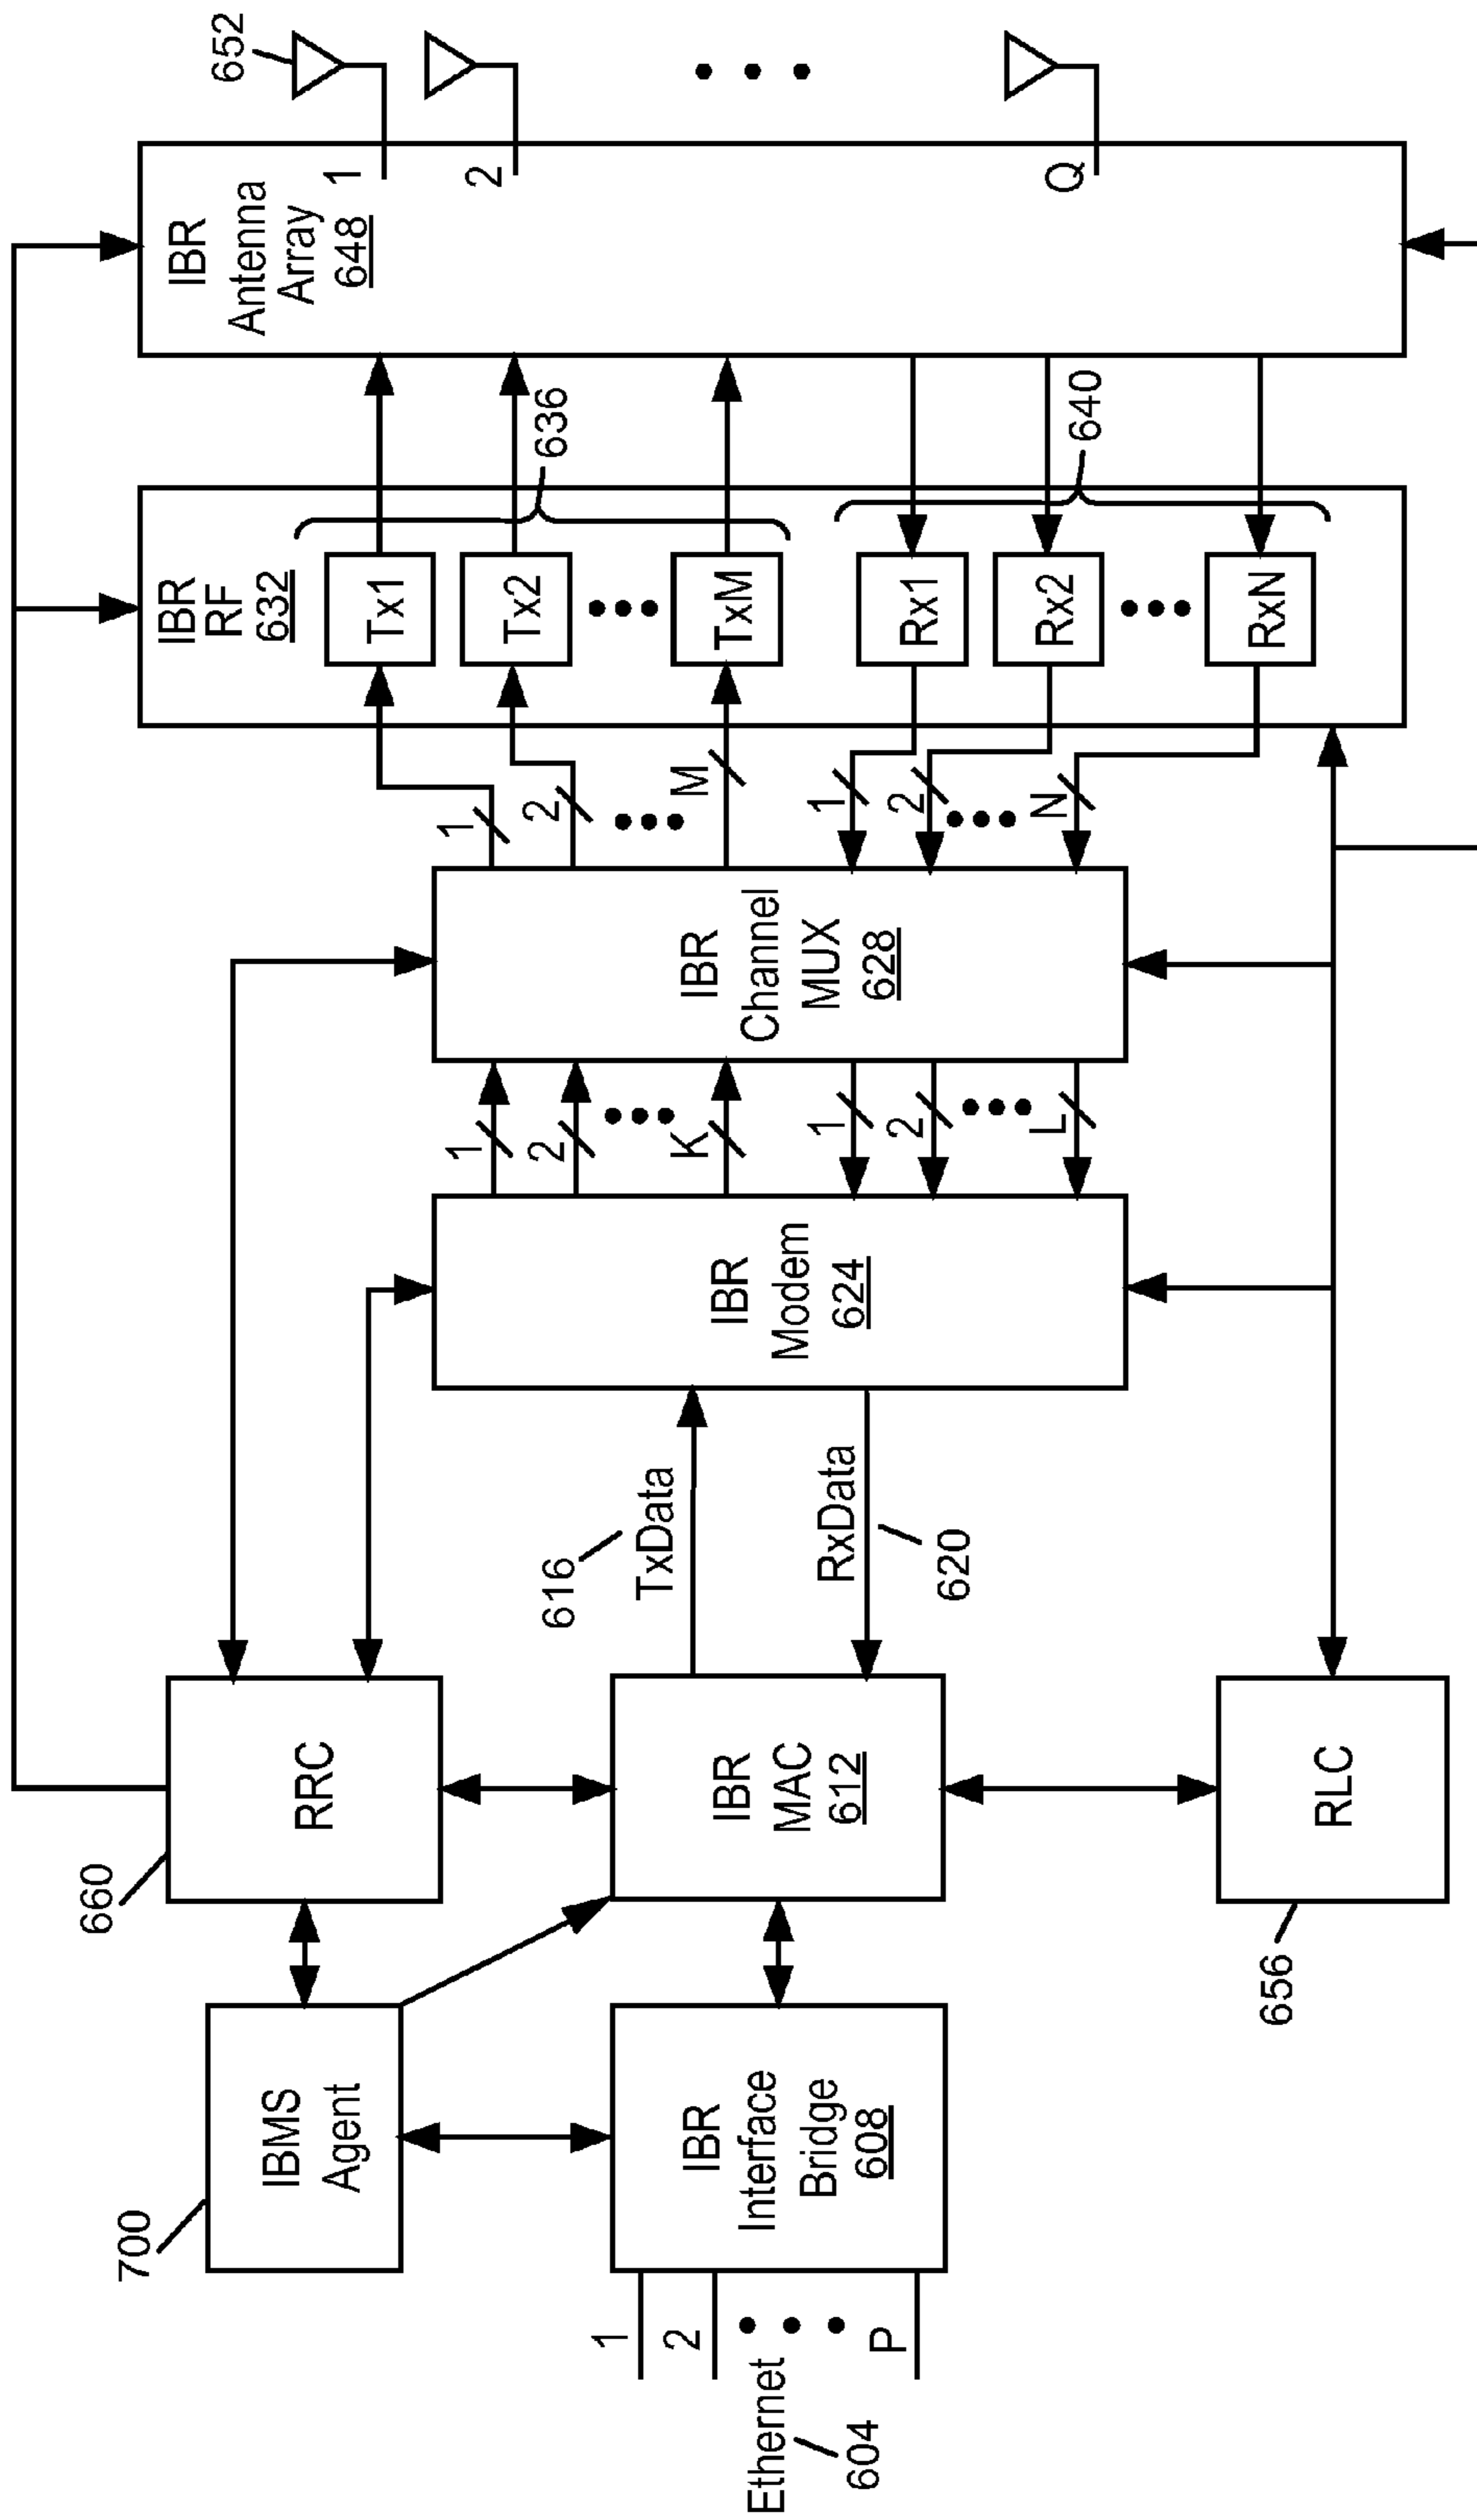 700
IBMS
Agent
660
RRC
Ethernet
604
1
2
P
IBR
Interface
Bridge
608
IBR
MAC
612
656
RLC
616
TxData
RxData
620
IBR
Modem
624
1
2
K
1
2
L
IBR
Channel
MUX
628
1
2
M
1
2
N
IBR
RF
632
Tx1
Tx2
TxM
Rx1
Rx2
RxN
636
640
IBR
Antenna
Array
648
1
2
Q
652